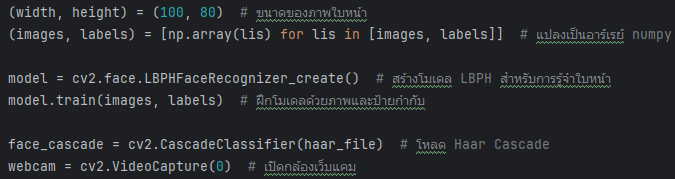 (width, height) = (100, 80)  # ขนาดของภาพใบหน้า
(images, labels) = [np.array(lis) for lis in [images, labels]]  # แปลงเป็นอาร์เรย์ numpy
model = cv2.face.LBPHFaceRecognizer_create()  # สร้างโมเดล LBPH สำหรับการรู้จำใบหน้า
model.train(images, labels)  # ฝึกโมเดลด้วยภาพและป้ายกำกับ
face_cascade = cv2.CascadeClassifier(haar_file)  # โหลด Haar Cascade
webcam = cv2.VideoCapture(0)  # เปิดกล้องเว็บแคม